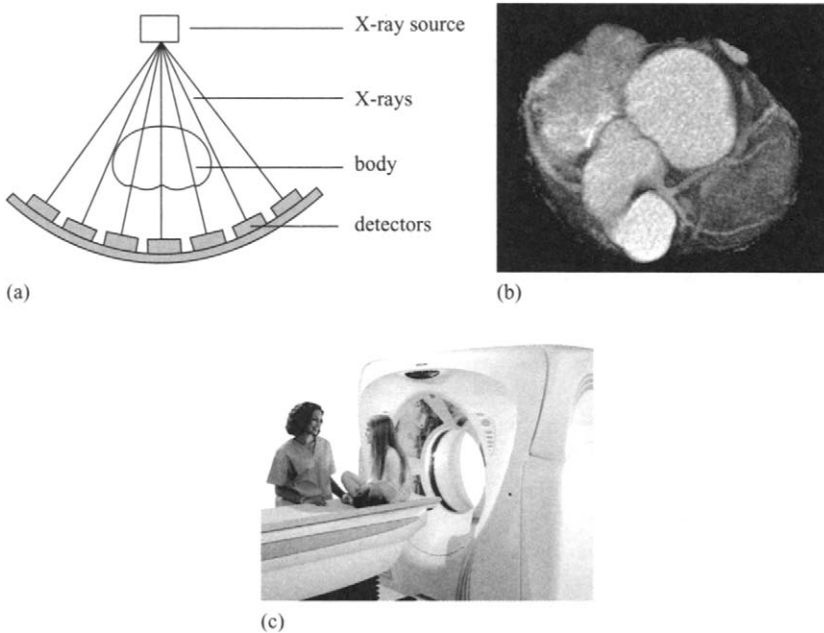 X-ray source
X-rays
body
detectors
(a)
(b)
(c)